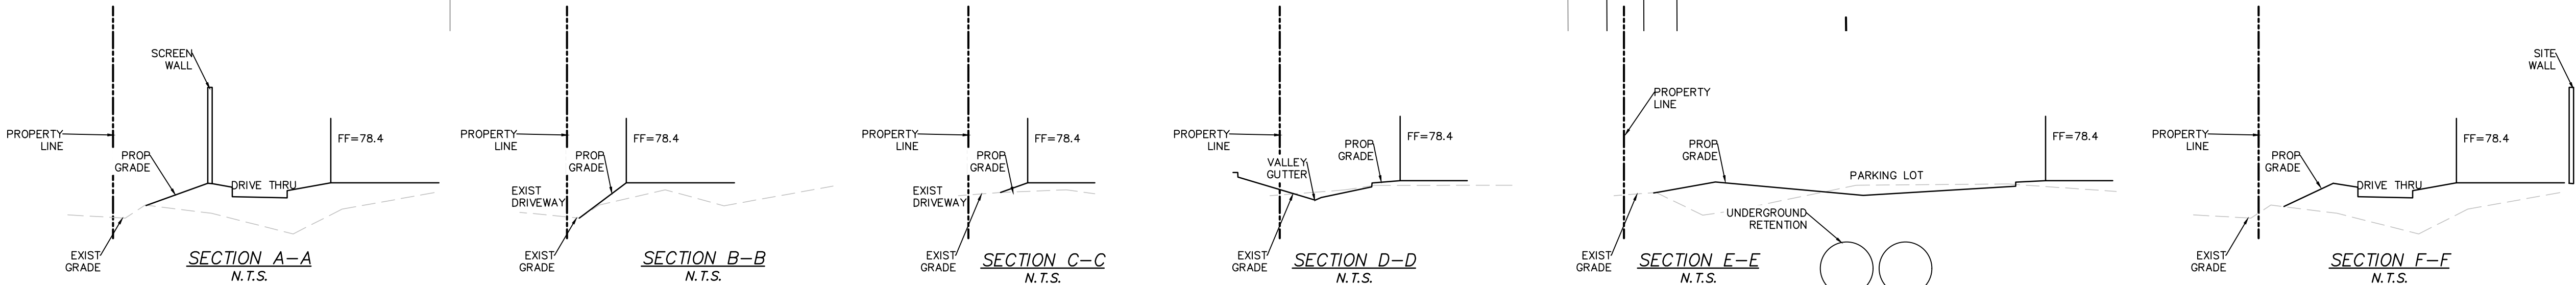 SCREEN
WALL
PROPERTY
LINE
FF=78.4
PROP
GRADE
DRIVE THRU
EXIST
GRADE
SECTION A-A
N.T.S.
PROPERTY
LINE
FF=78.4
PROP
GRADE
EXIST
DRIVEWAY
EXIST
GRADE
SECTION B-B
N.T.S.
PROPERTY
LINE
FF=78.4
PROP
GRADE
EXIST
DRIVEWAY
EXIST
GRADE
SECTION C-C
N.T.S.
PROPERTY
LINE
FF=78.4
PROP
GRADE
VALLEY
GUTTER
EXIST
GRADE
SECTION D-D
N.T.S.
PROPERTY
LINE
FF=78.4
PROP
GRADE
PARKING LOT
UNDERGROUND
RETENTION
EXIST
GRADE
SECTION E-E
N.T.S.
SITE
WALL
PROPERTY
LINE
FF=78.4
PROP
GRADE
DRIVE THRU
EXIST
GRADE
SECTION F-F
N.T.S.